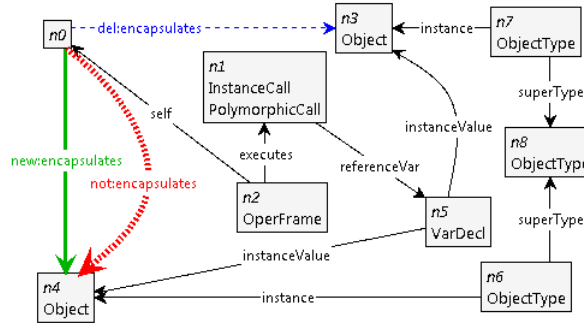 n0
del:encapsulates
n3
Object
instance
n7
ObjectType
n1
InstanceCall
PolymorphicCall
self
superType
instanceValue
n8
ObjectType
new:encapsulates
not:encapsulates
executes
referenceVar
n2
OperFrame
n5
VarDecl
superType
instanceValue
n4
Object
instance
n6
ObjectType